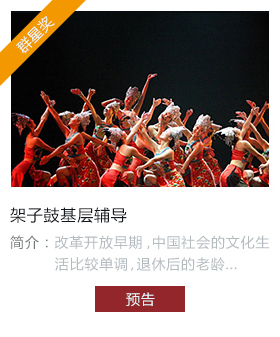 群星奖
架子鼓基层辅导
简介：改革开放早期,中国社会的文化生
活比较单调,退休后的老龄...
预告